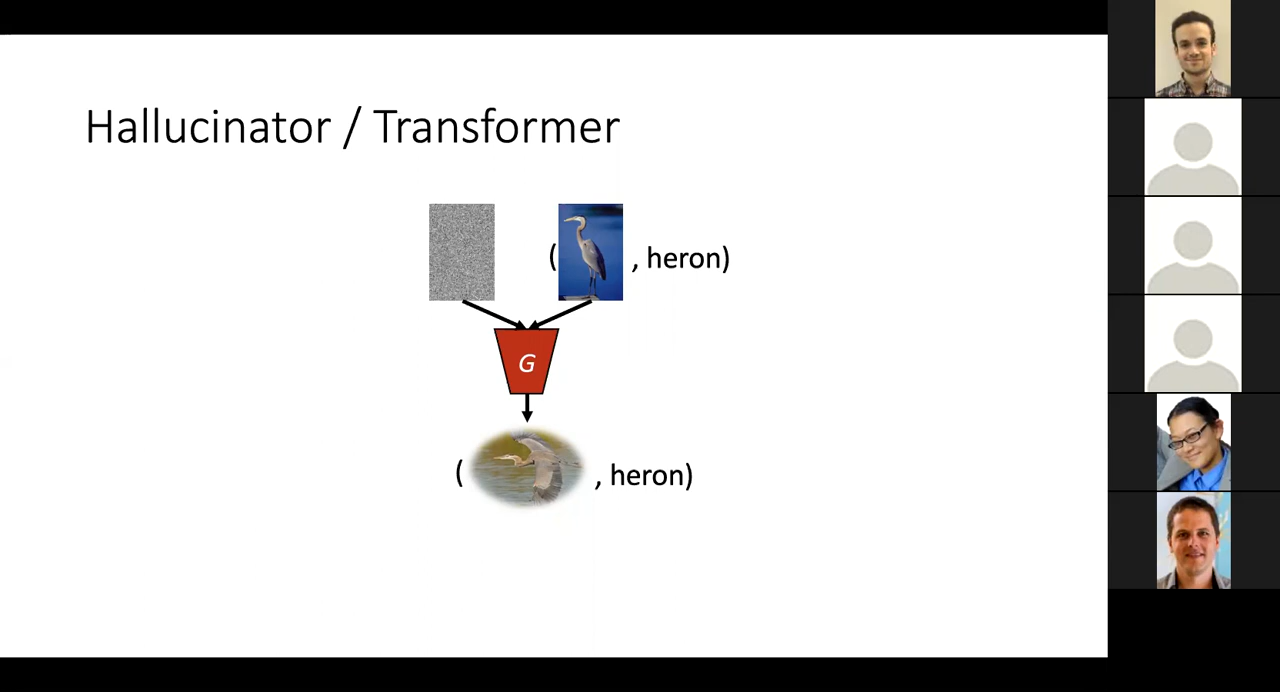 Hallucinator / Transformer
( , heron)
G
( , heron)